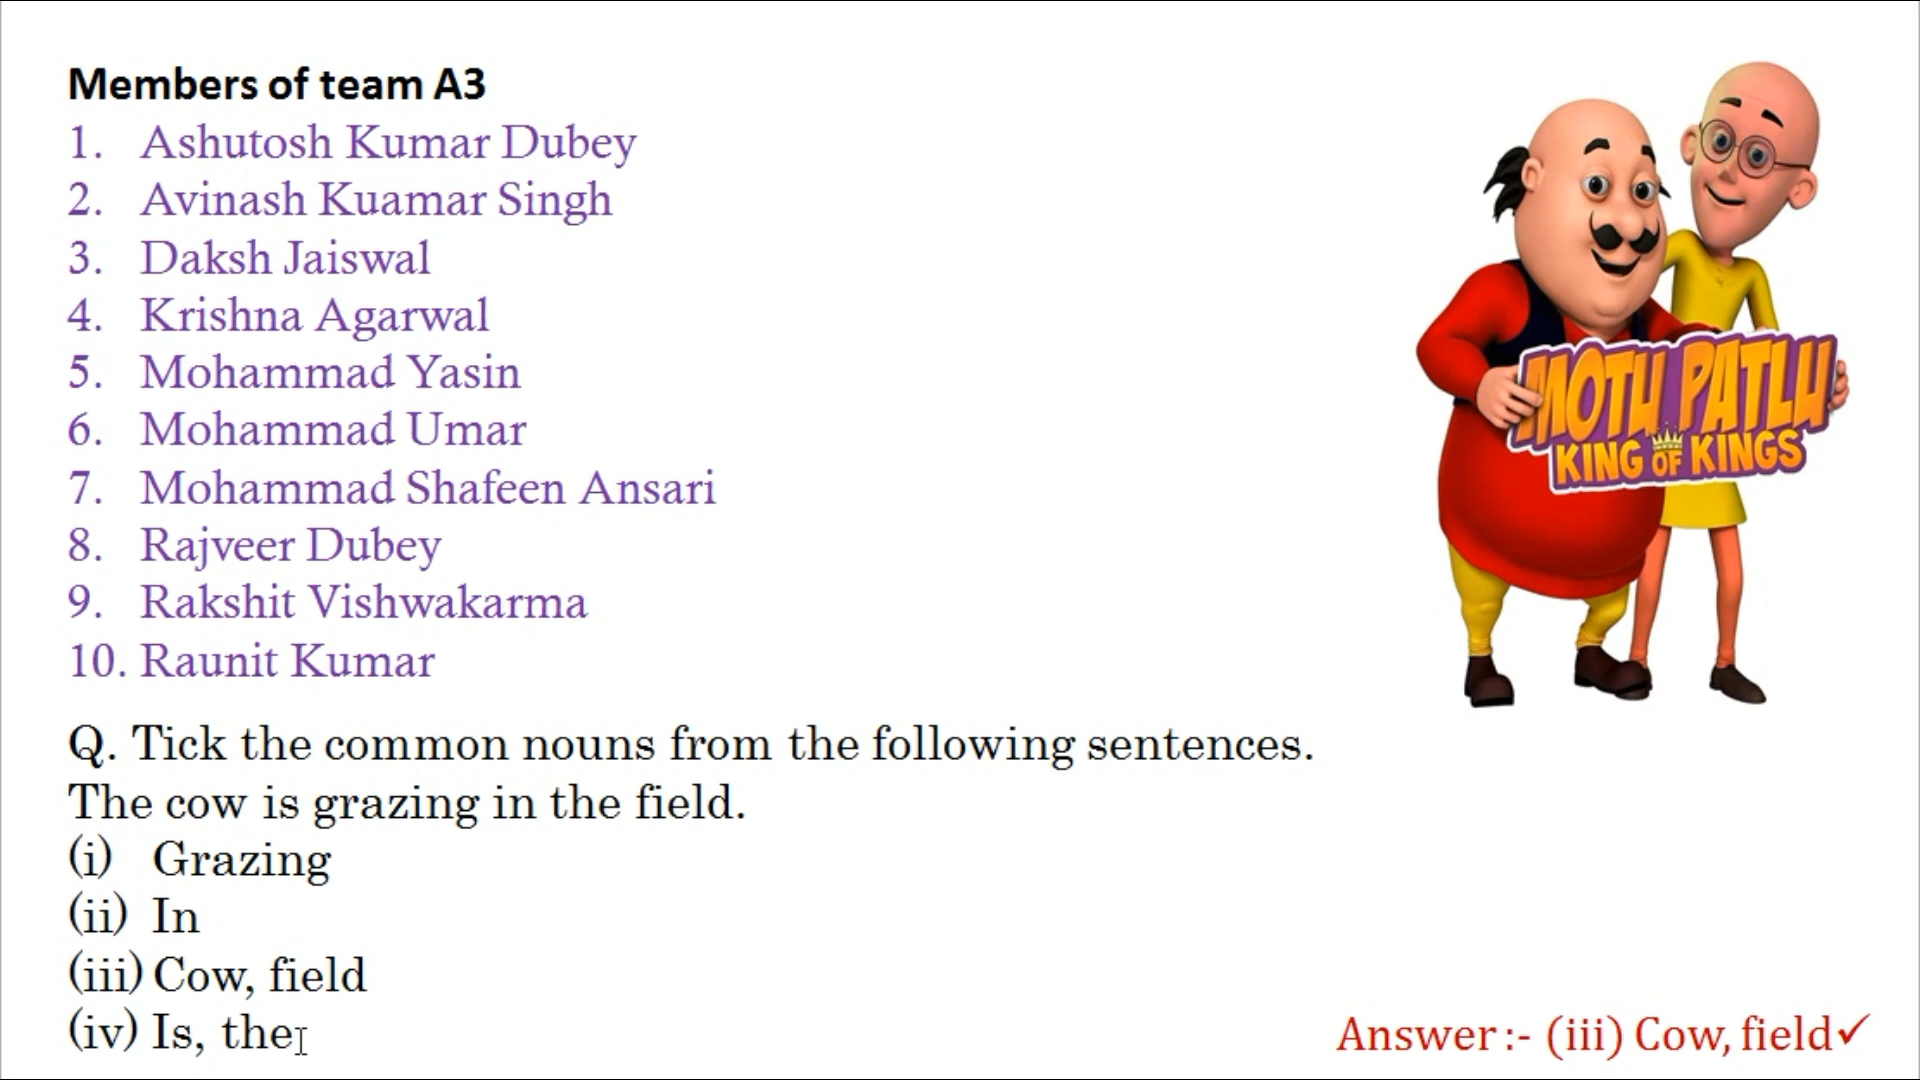 Members of team A3
1. Ashutosh Kumar Dubey
2. Avinash Kuamar Singh
3. Daksh Jaiswal
4. Krishna Agarwal
5. Mohammad Yasin
6. Mohammad Umar
7. Mohammad Shafeen Ansari
8. Rajveer Dubey
9. Rakshit Vishwakarma
10. Raunit Kumar
MOTU PATLU
KING OF KINGS
Q. Tick the common nouns from the following sentences.
The cow is grazing in the field.
(i) Grazing
(ii) In
(iii) Cow, field
(iv) Is, the
Answer :- (iii) Cow, field✓